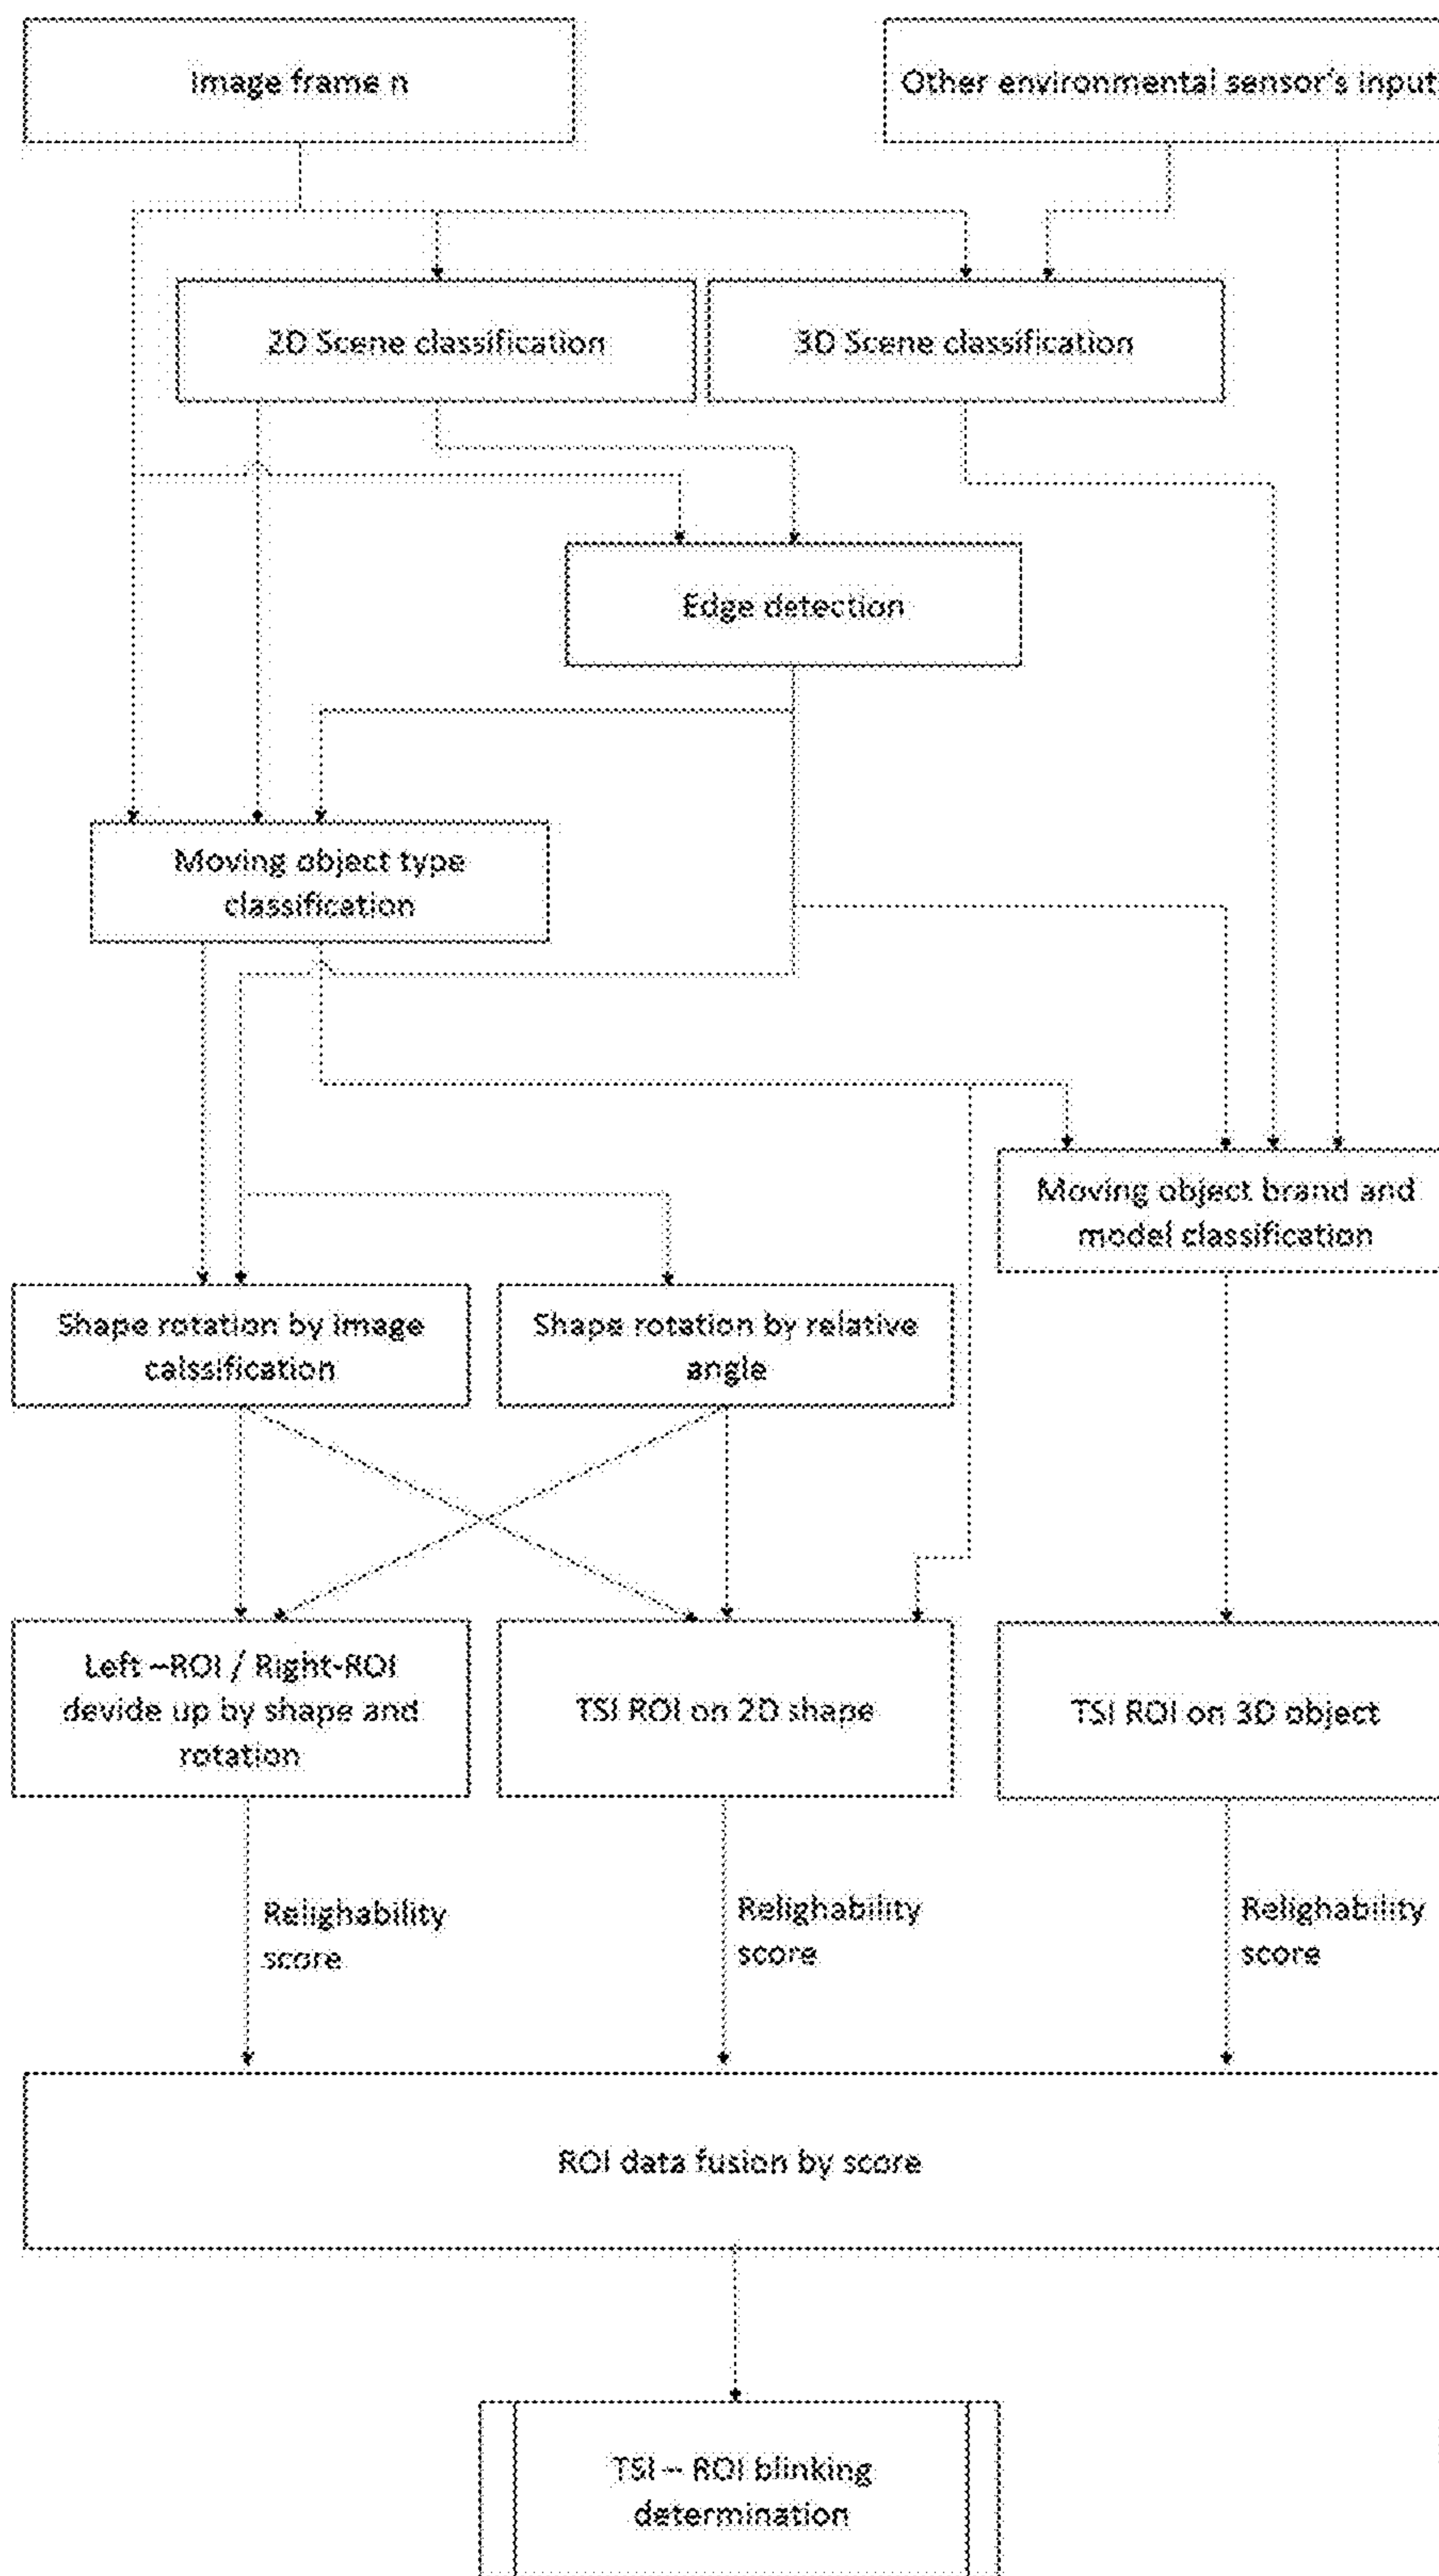 Image frame n
Other environmental sensor's input
2D Scene classification
3D Scene classification
Edge detection
Moving object type
classification
Moving object brand and
model classification
Shape rotation by image
calssification
Shape rotation by relative
angle
Left –ROI / Right-ROI
devide up by shape and
rotation
TSI ROI on 2D shape
TSI ROI on 3D object
Relighability
score
Relighability
score
Relighability
score
ROI data fusion by score
TSI – ROI blinking
determination